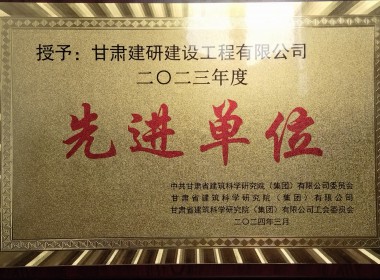 授予：甘肃建研建设工程有限公司
二〇二三年度
先进单位
中共甘肃省建筑科学研究院（集团）有限公司委员会
甘肃省建筑科学研究院（集团）有限公司
甘肃省建筑科学研究院（集团）有限公司工会委员会
二〇二四年三月